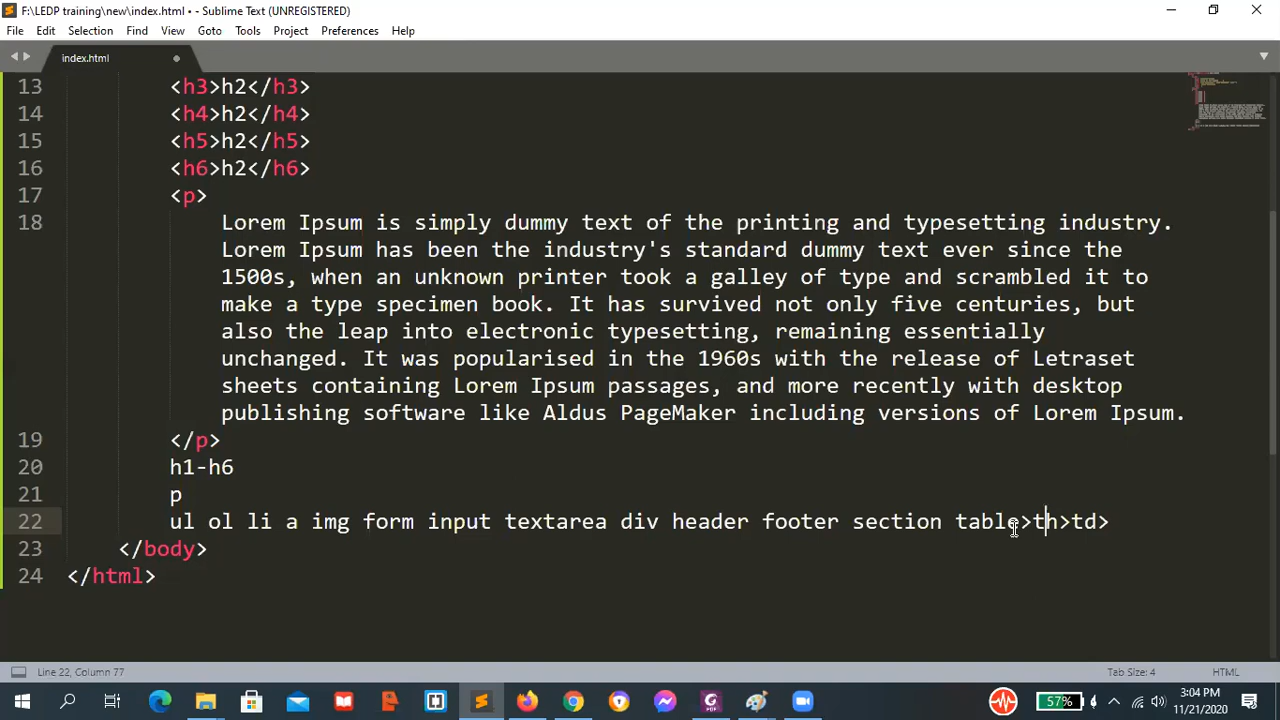 F:\LEDP training\new\index.html • - Sublime Text (UNREGISTERED)
File Edit Selection Find View Goto Tools Project Preferences Help
index.html
13 <h3>h2</h3>
14 <h4>h2</h4>
15 <h5>h2</h5>
16 <h6>h2</h6>
17 <p>
18 Lorem Ipsum is simply dummy text of the printing and typesetting industry.
Lorem Ipsum has been the industry's standard dummy text ever since the
1500s, when an unknown printer took a galley of type and scrambled it to
make a type specimen book. It has survived not only five centuries, but
also the leap into electronic typesetting, remaining essentially
unchanged. It was popularised in the 1960s with the release of Letraset
sheets containing Lorem Ipsum passages, and more recently with desktop
publishing software like Aldus PageMaker including versions of Lorem Ipsum.
19 </p>
20 h1-h6
21 p
22 ul ol li a img form input textarea div header footer section table>th>td>
23 </body>
24 </html>
Line 22, Column 77 Tab Size: 4 HTML
57% 3:04 PM
11/21/2020